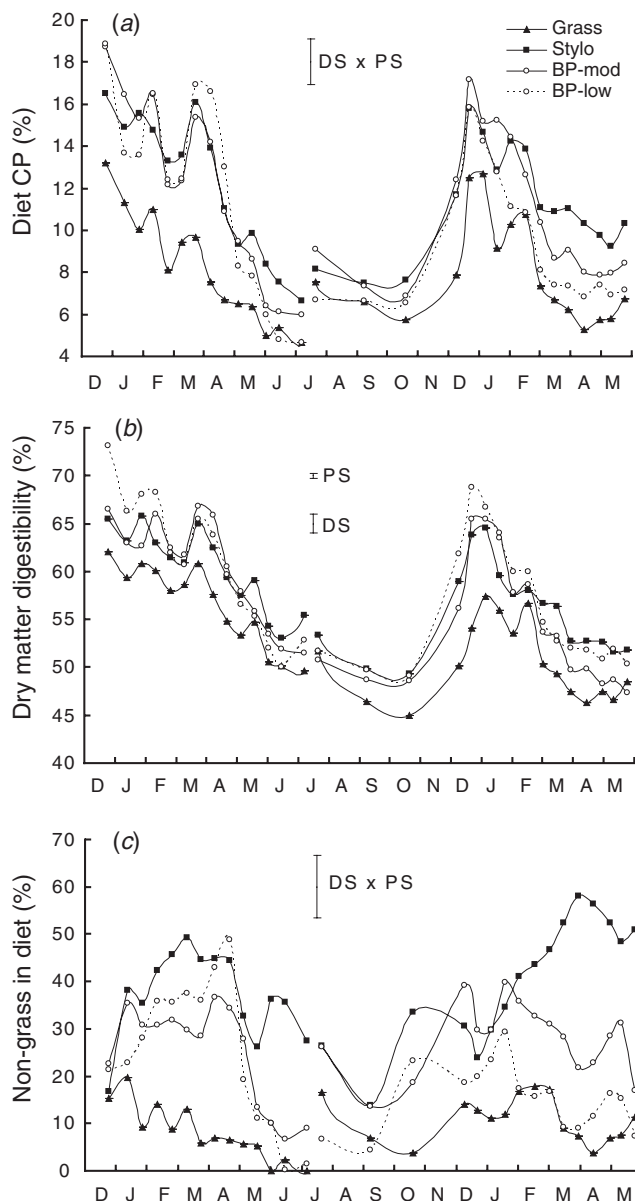 (a)
Grass
Stylo
BP-mod
BP-low
DS x PS
Diet CP (%)
20
18
16
14
12
10
8
6
4
D J F M A M J J A S O N D J F M A M
(b)
PS
DS
Dry matter digestibility (%)
75
70
65
60
55
50
45
40
D J F M A M J J A S O N D J F M A M
(c)
DS x PS
Non-grass in diet (%)
70
60
50
40
30
20
10
0
D J F M A M J J A S O N D J F M A M